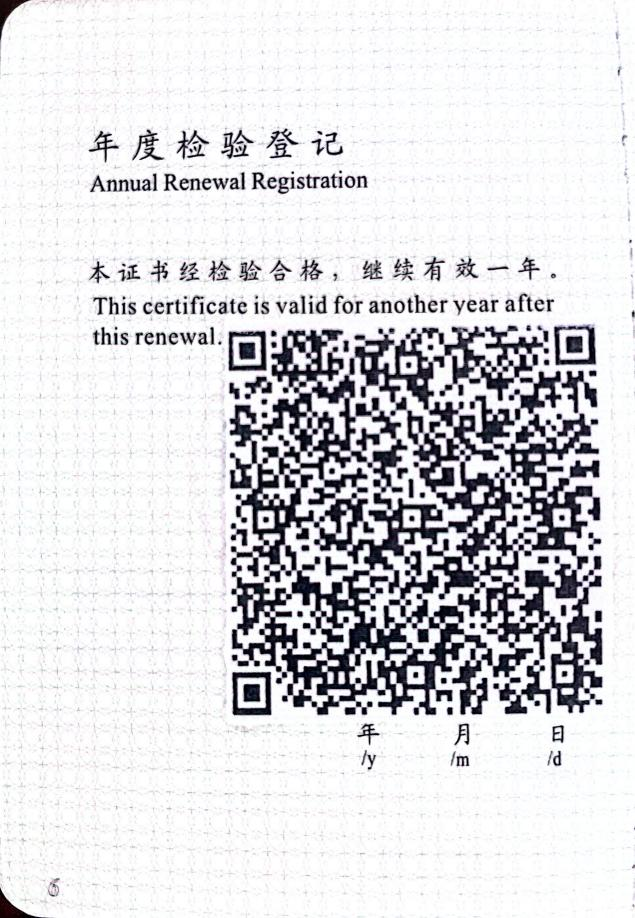 年度检验登记
Annual Renewal Registration
本证书经检验合格，继续有效一年。
This certificate is valid for another year after
this renewal.
年 月 日
/y /m /d
6